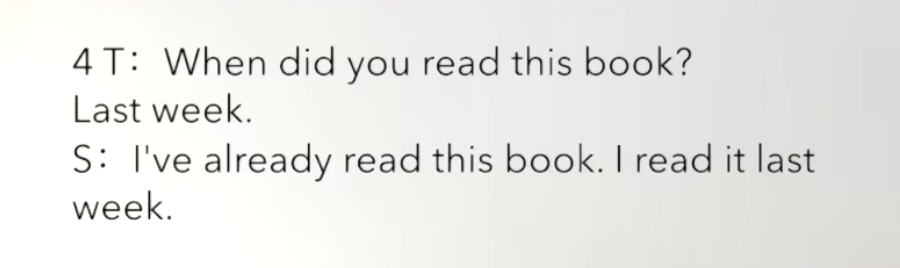 4 T： When did you read this book?
Last week.
S： I've already read this book. I read it last
week.